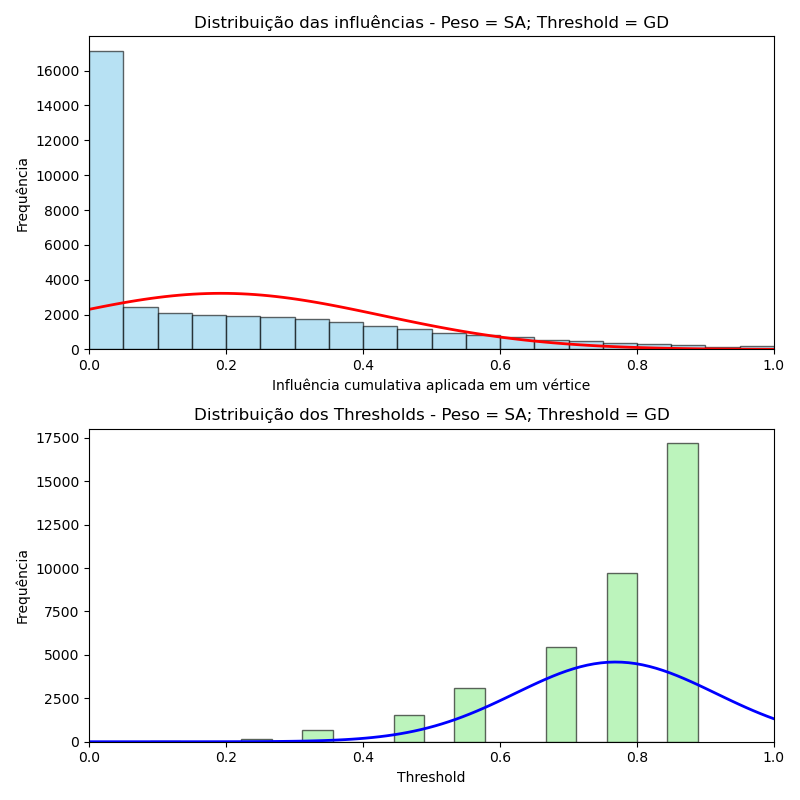 Distribuição das influências - Peso = SA; Threshold = GD
Frequência
16000
14000
12000
10000
8000
6000
4000
2000
0
0.0 0.2 0.4 0.6 0.8 1.0
Influência cumulativa aplicada em um vértice
Distribuição dos Thresholds - Peso = SA; Threshold = GD
Frequência
17500
15000
12500
10000
7500
5000
2500
0
0.0 0.2 0.4 0.6 0.8 1.0
Threshold